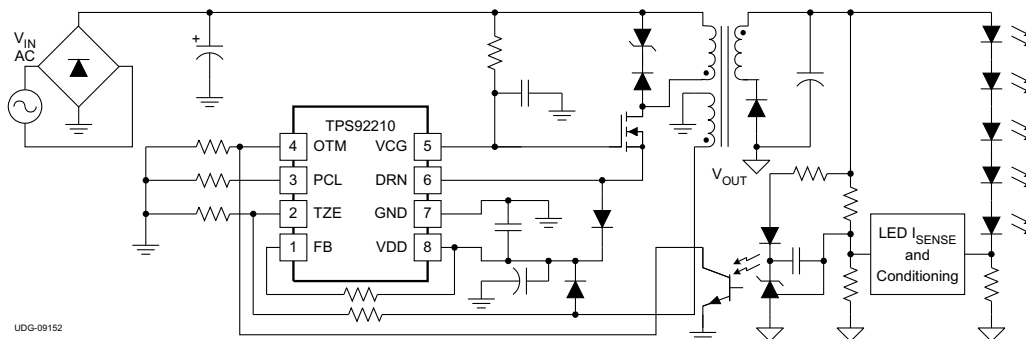 V_IN
AC
TPS92210
4 OTM VCG 5
3 PCL DRN 6
2 TZE GND 7
1 FB VDD 8
+
V_OUT
LED I_SENSE
and
Conditioning
UDG-09152